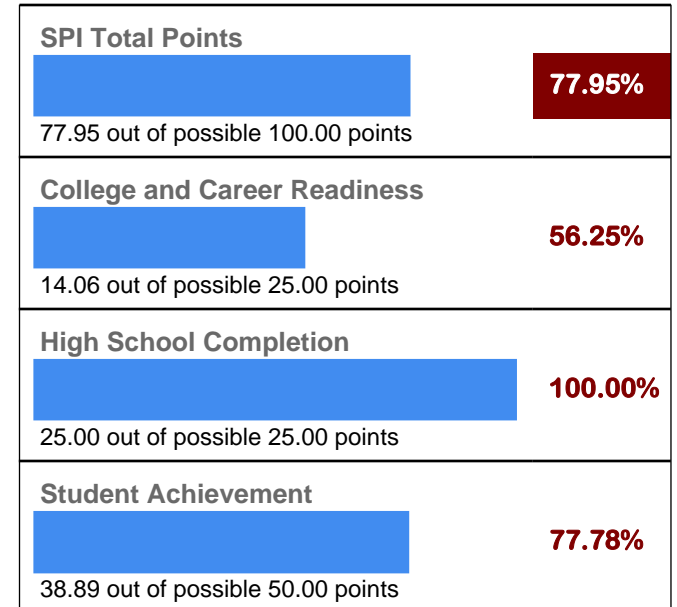 SPI Total Points
77.95%
77.95 out of possible 100.00 points
College and Career Readiness
56.25%
14.06 out of possible 25.00 points
High School Completion
100.00%
25.00 out of possible 25.00 points
Student Achievement
77.78%
38.89 out of possible 50.00 points